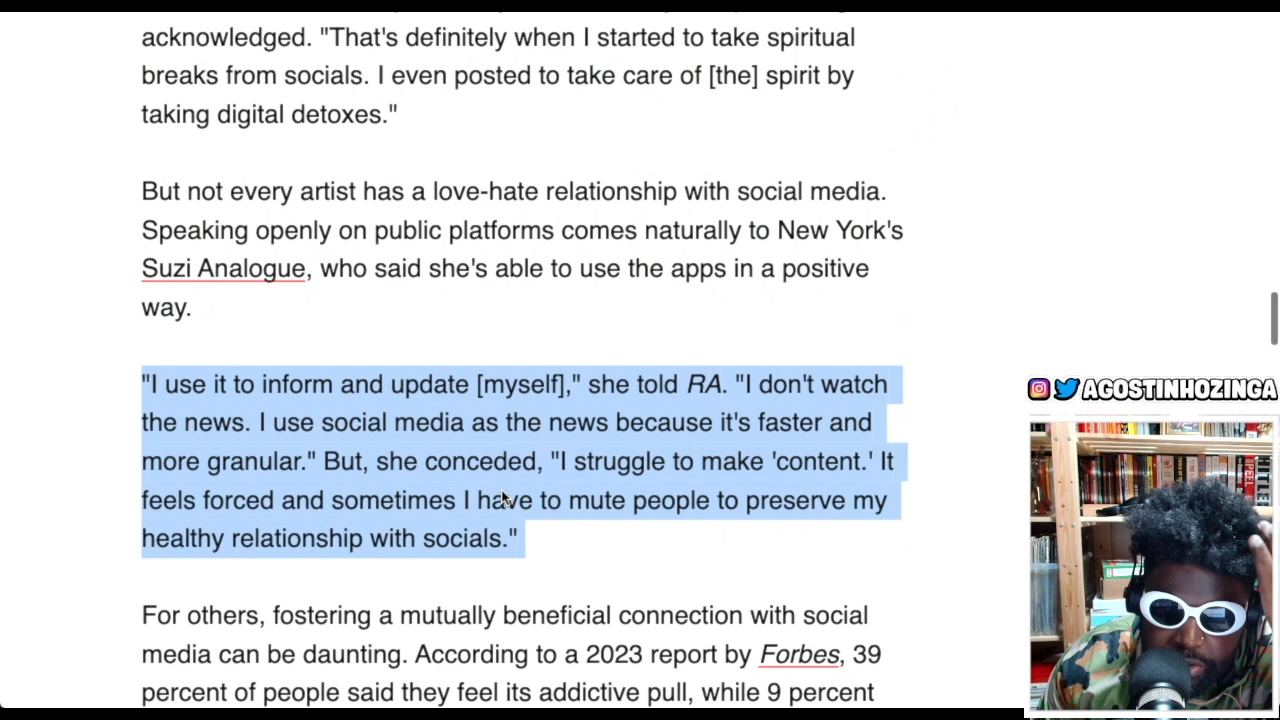 acknowledged. "That's definitely when I started to take spiritual
breaks from socials. I even posted to take care of [the] spirit by
taking digital detoxes."
But not every artist has a love-hate relationship with social media.
Speaking openly on public platforms comes naturally to New York's
Suzi Analogue, who said she's able to use the apps in a positive
way.
"I use it to inform and update [myself]," she told RA. "I don't watch
the news. I use social media as the news because it's faster and
more granular." But, she conceded, "I struggle to make 'content.' It
feels forced and sometimes I have to mute people to preserve my
healthy relationship with socials."
For others, fostering a mutually beneficial connection with social
media can be daunting. According to a 2023 report by Forbes, 39
percent of people said they feel its addictive pull, while 9 percent
AGOSTINHOZINGA